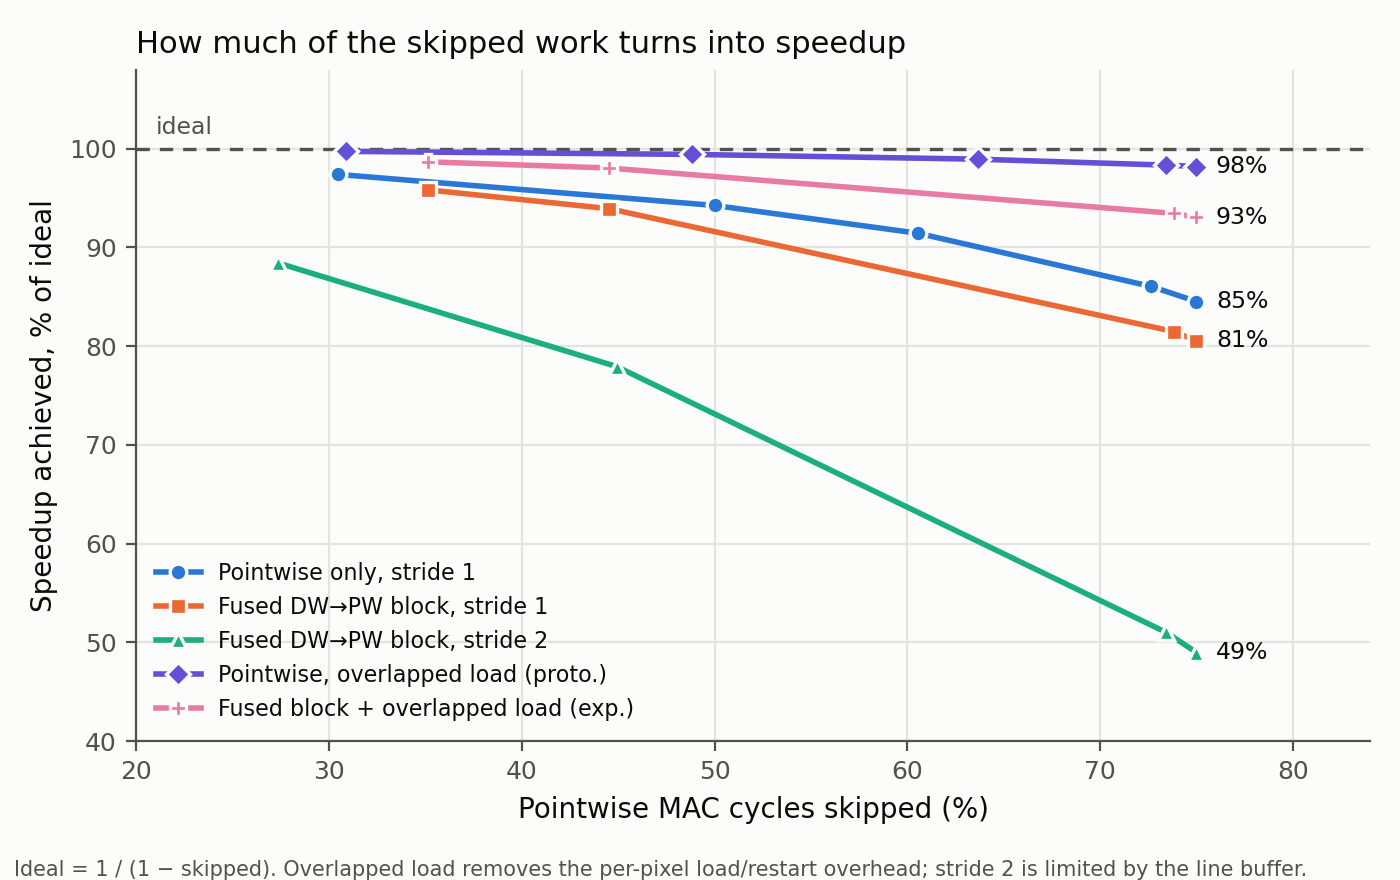 How much of the skipped work turns into speedup
ideal
100
90
80
70
60
50
40
Speedup achieved, % of ideal
98%
93%
85%
81%
49%
Pointwise only, stride 1
Fused DW→PW block, stride 1
Fused DW→PW block, stride 2
Pointwise, overlapped load (proto.)
Fused block + overlapped load (exp.)
20 30 40 50 60 70 80
Pointwise MAC cycles skipped (%)
Ideal = 1 / (1 − skipped). Overlapped load removes the per-pixel load/restart overhead; stride 2 is limited by the line buffer.